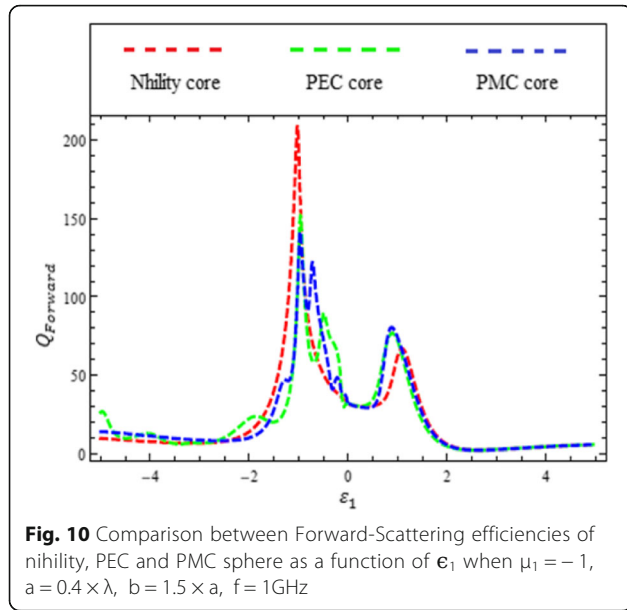 Nhility core PEC core PMC core
200
150
100
50
0
Q_Forward
−4 −2 0 2 4
ε₁
Fig. 10 Comparison between Forward-Scattering efficiencies of
nihility, PEC and PMC sphere as a function of ϵ₁ when μ₁ = − 1,
a = 0.4 × λ, b = 1.5 × a, f = 1GHz